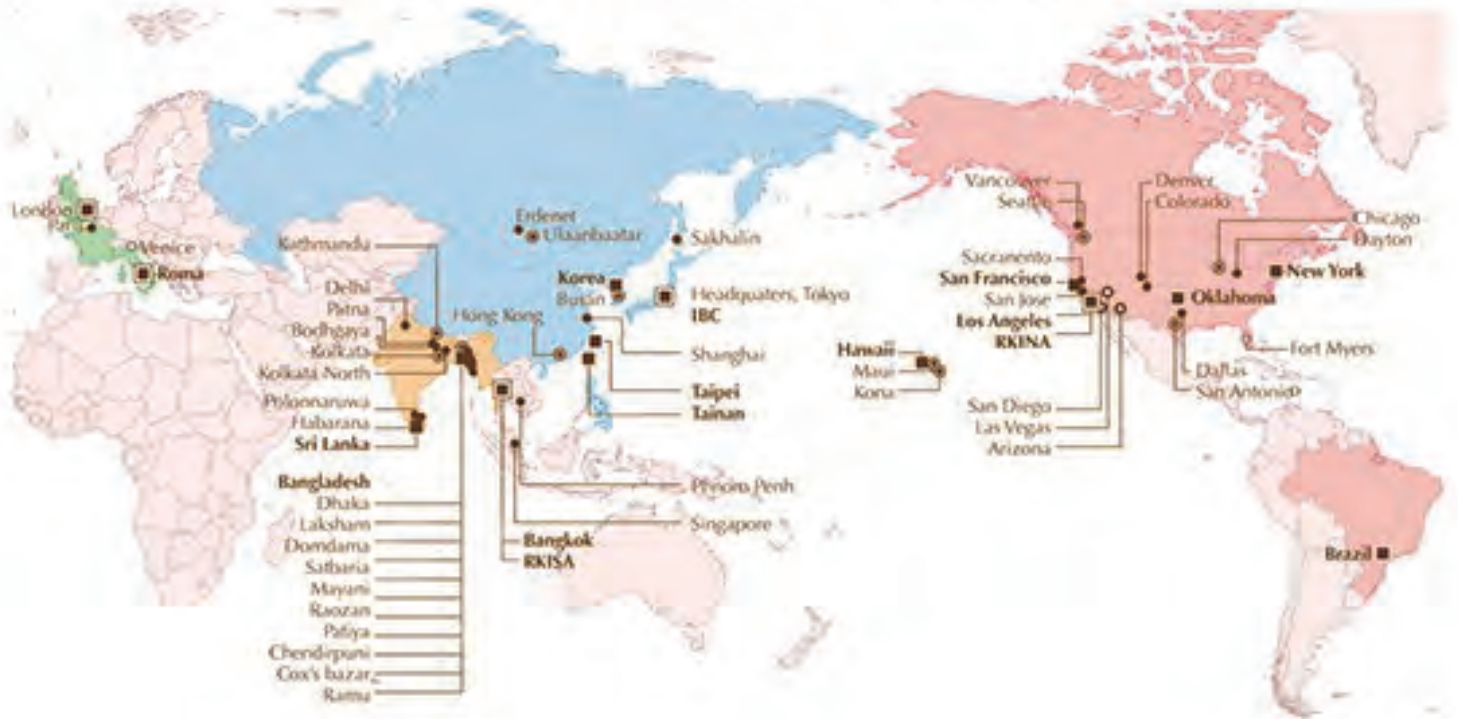 London
Paris
Venice
Roma
Kathmandu
Delhi
Patna
Bodhgaya
Kolkata
Kolkata North
Polonnaruwa
Habarana
Sri Lanka
Bangladesh
Dhaka
Laksham
Domdama
Satbaria
Mayani
Raozan
Patiya
Chendirpuni
Cox's bazar,
Ramu
Erdenet
Ulaanbaatar
Sakhalin
Korea
Busan
Headquaters, Tokyo
IBC
Hong Kong
Shanghai
Taipei
Tainan
Phnom Penh
Singapore
Bangkok
RKISA
Hawaii
Maui
Kona
Vancouver
Seattle
Sacramento
San Francisco
San Jose
Los Angeles
RKINA
San Diego
Las Vegas
Arizona
Denver
Colorado
Chicago
Dayton
New York
Oklahoma
Fort Myers
Dallas
San Antonio
Brazil